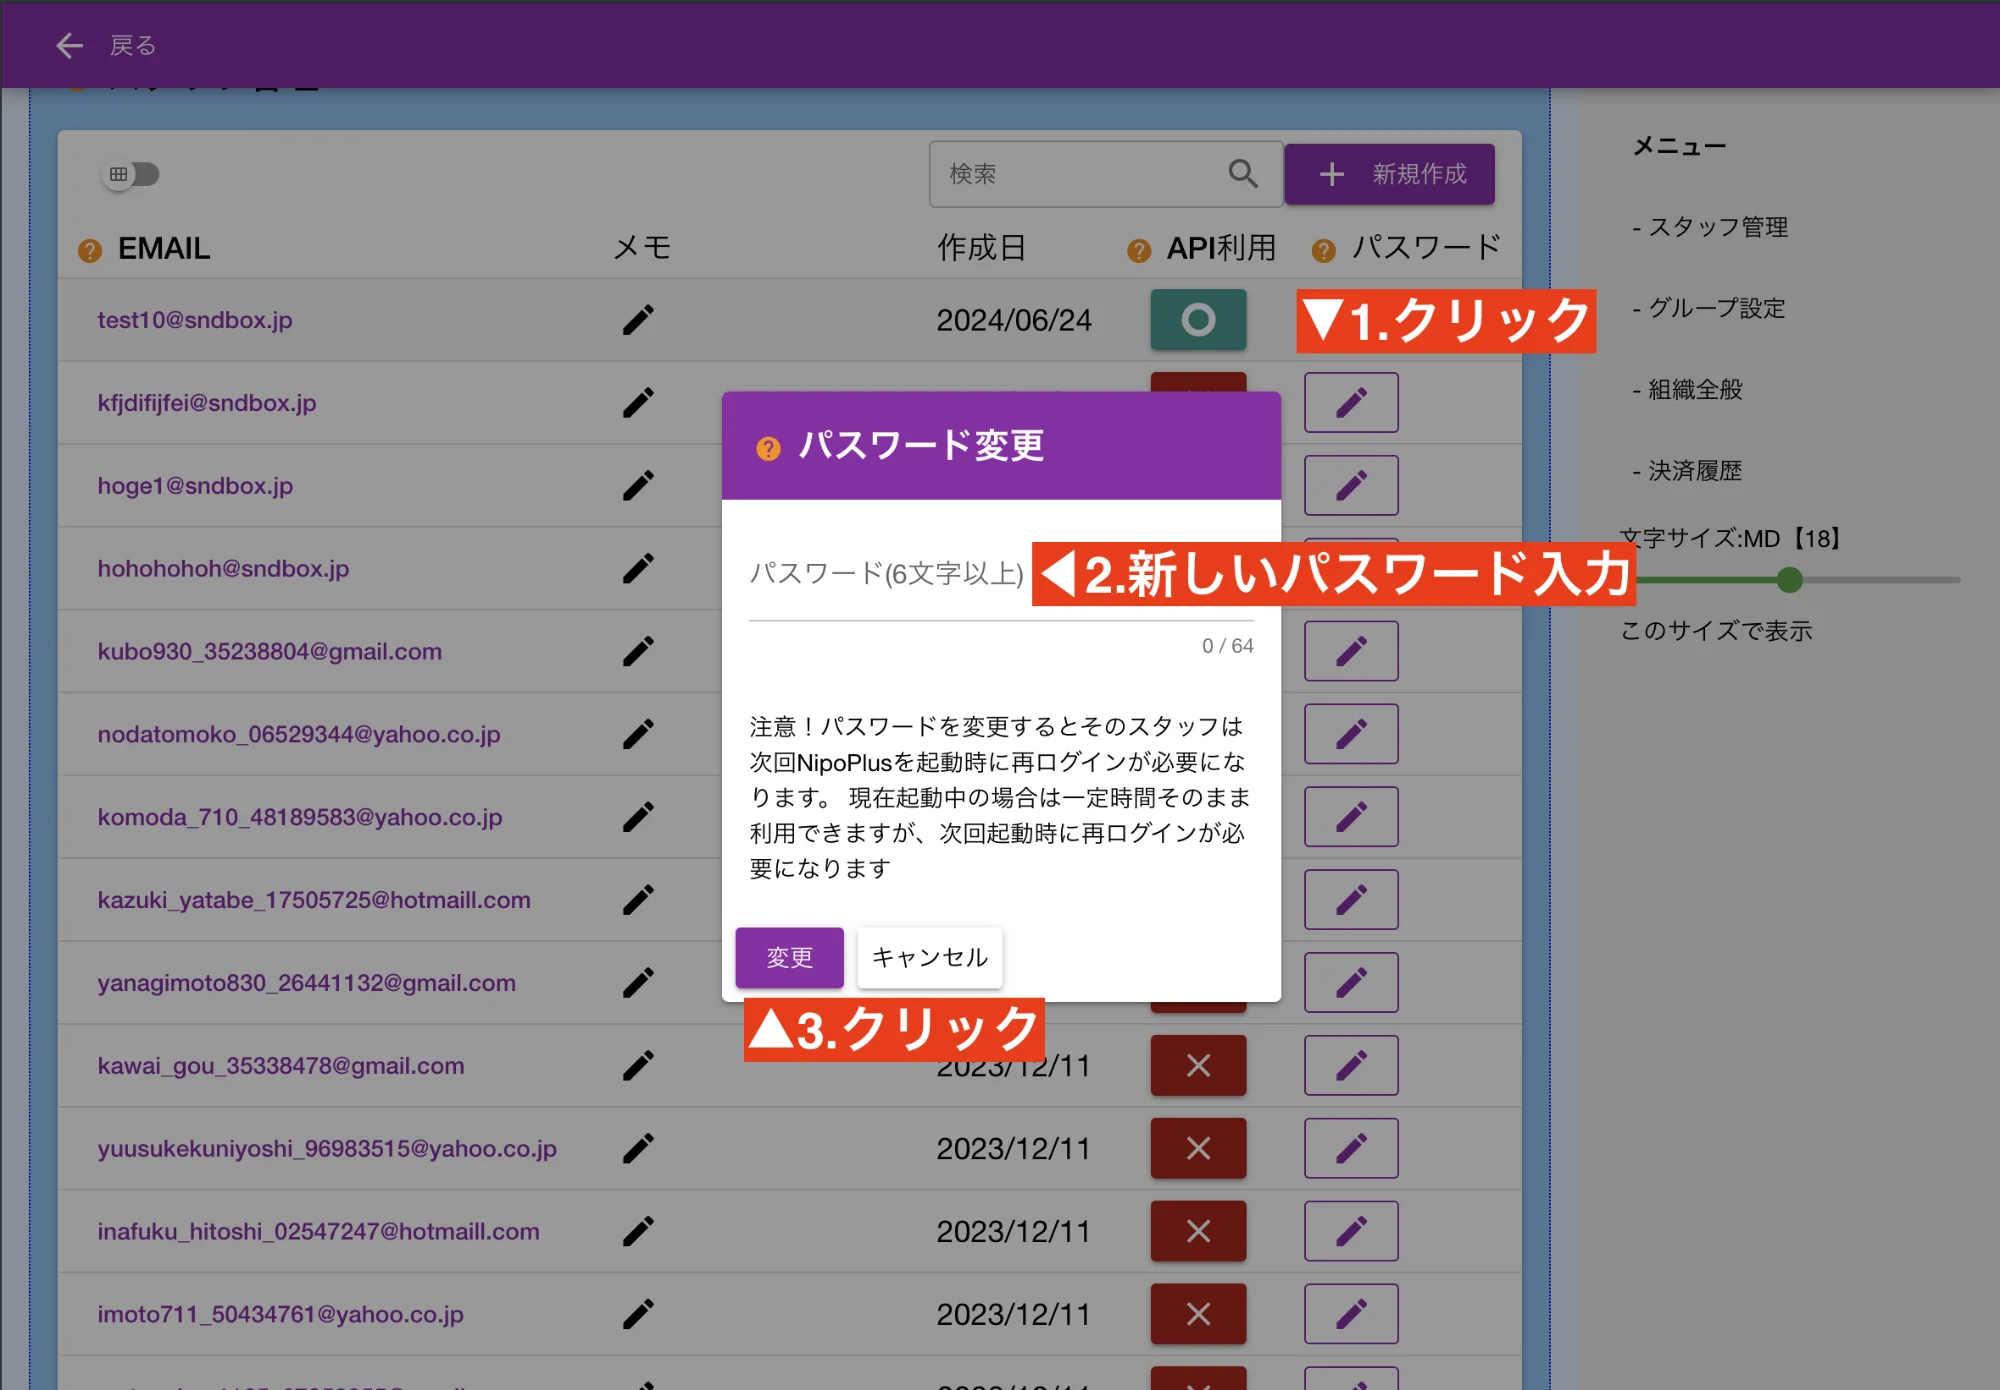 戻る
検索
新規作成
EMAIL メモ 作成日 API利用 パスワード
test10@sndbox.jp 2024/06/24
▼1.クリック
kfjdifijfei@sndbox.jp
hoge1@sndbox.jp
hohohohoh@sndbox.jp
kubo930_35238804@gmail.com
nodatomoko_06529344@yahoo.co.jp
komoda_710_48189583@yahoo.co.jp
kazuki_yatabe_17505725@hotmaill.com
yanagimoto830_26441132@gmail.com
kawai_gou_35338478@gmail.com 2023/12/11
yuusukekuniyoshi_96983515@yahoo.co.jp 2023/12/11
inafuku_hitoshi_02547247@hotmaill.com 2023/12/11
imoto711_50434761@yahoo.co.jp 2023/12/11
パスワード変更
パスワード(6文字以上)
◀2.新しいパスワード入力
0 / 64
注意！パスワードを変更するとそのスタッフは
次回NipoPlusを起動時に再ログインが必要にな
ります。 現在起動中の場合は一定時間そのまま
利用できますが、次回起動時に再ログインが必
要になります
変更
キャンセル
▲3.クリック
メニュー
- スタッフ管理
- グループ設定
- 組織全般
- 決済履歴
文字サイズ:MD【18】
このサイズで表示